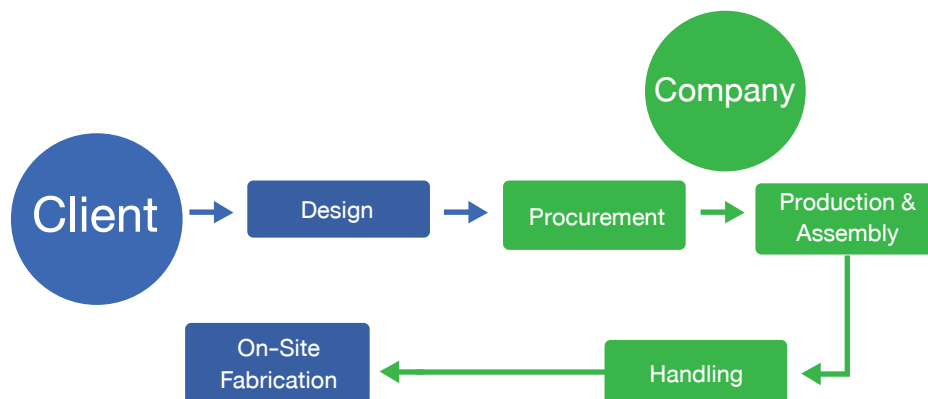 Company
Client
Design
Procurement
Production &
Assembly
On-Site
Fabrication
Handling